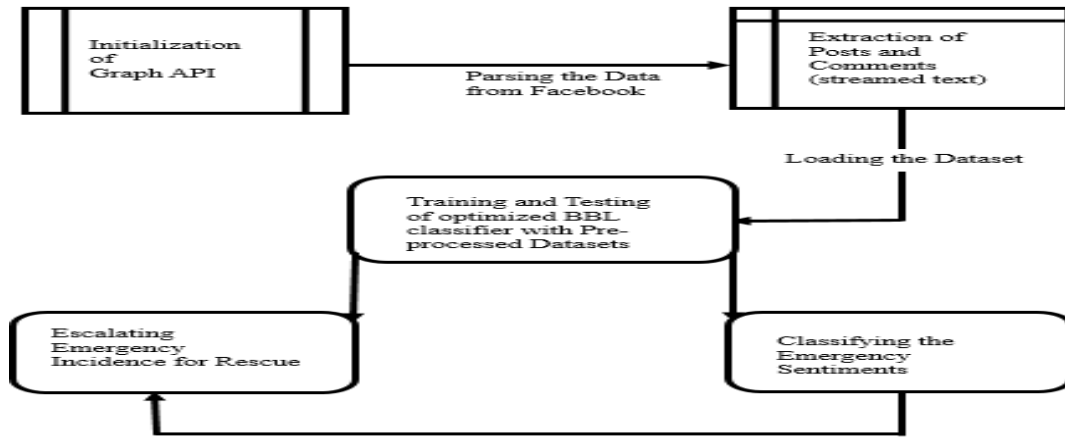 Initialization
of
Graph API
Parsing the Data
from Facebook
Extraction of
Posts and
Comments
(streamed text)
Loading the Dataset
Training and Testing
of optimized BBL
classifier with Pre-
processed Datasets
Escalating
Emergency
Incidence for Rescue
Classifying the
Emergency
Sentiments